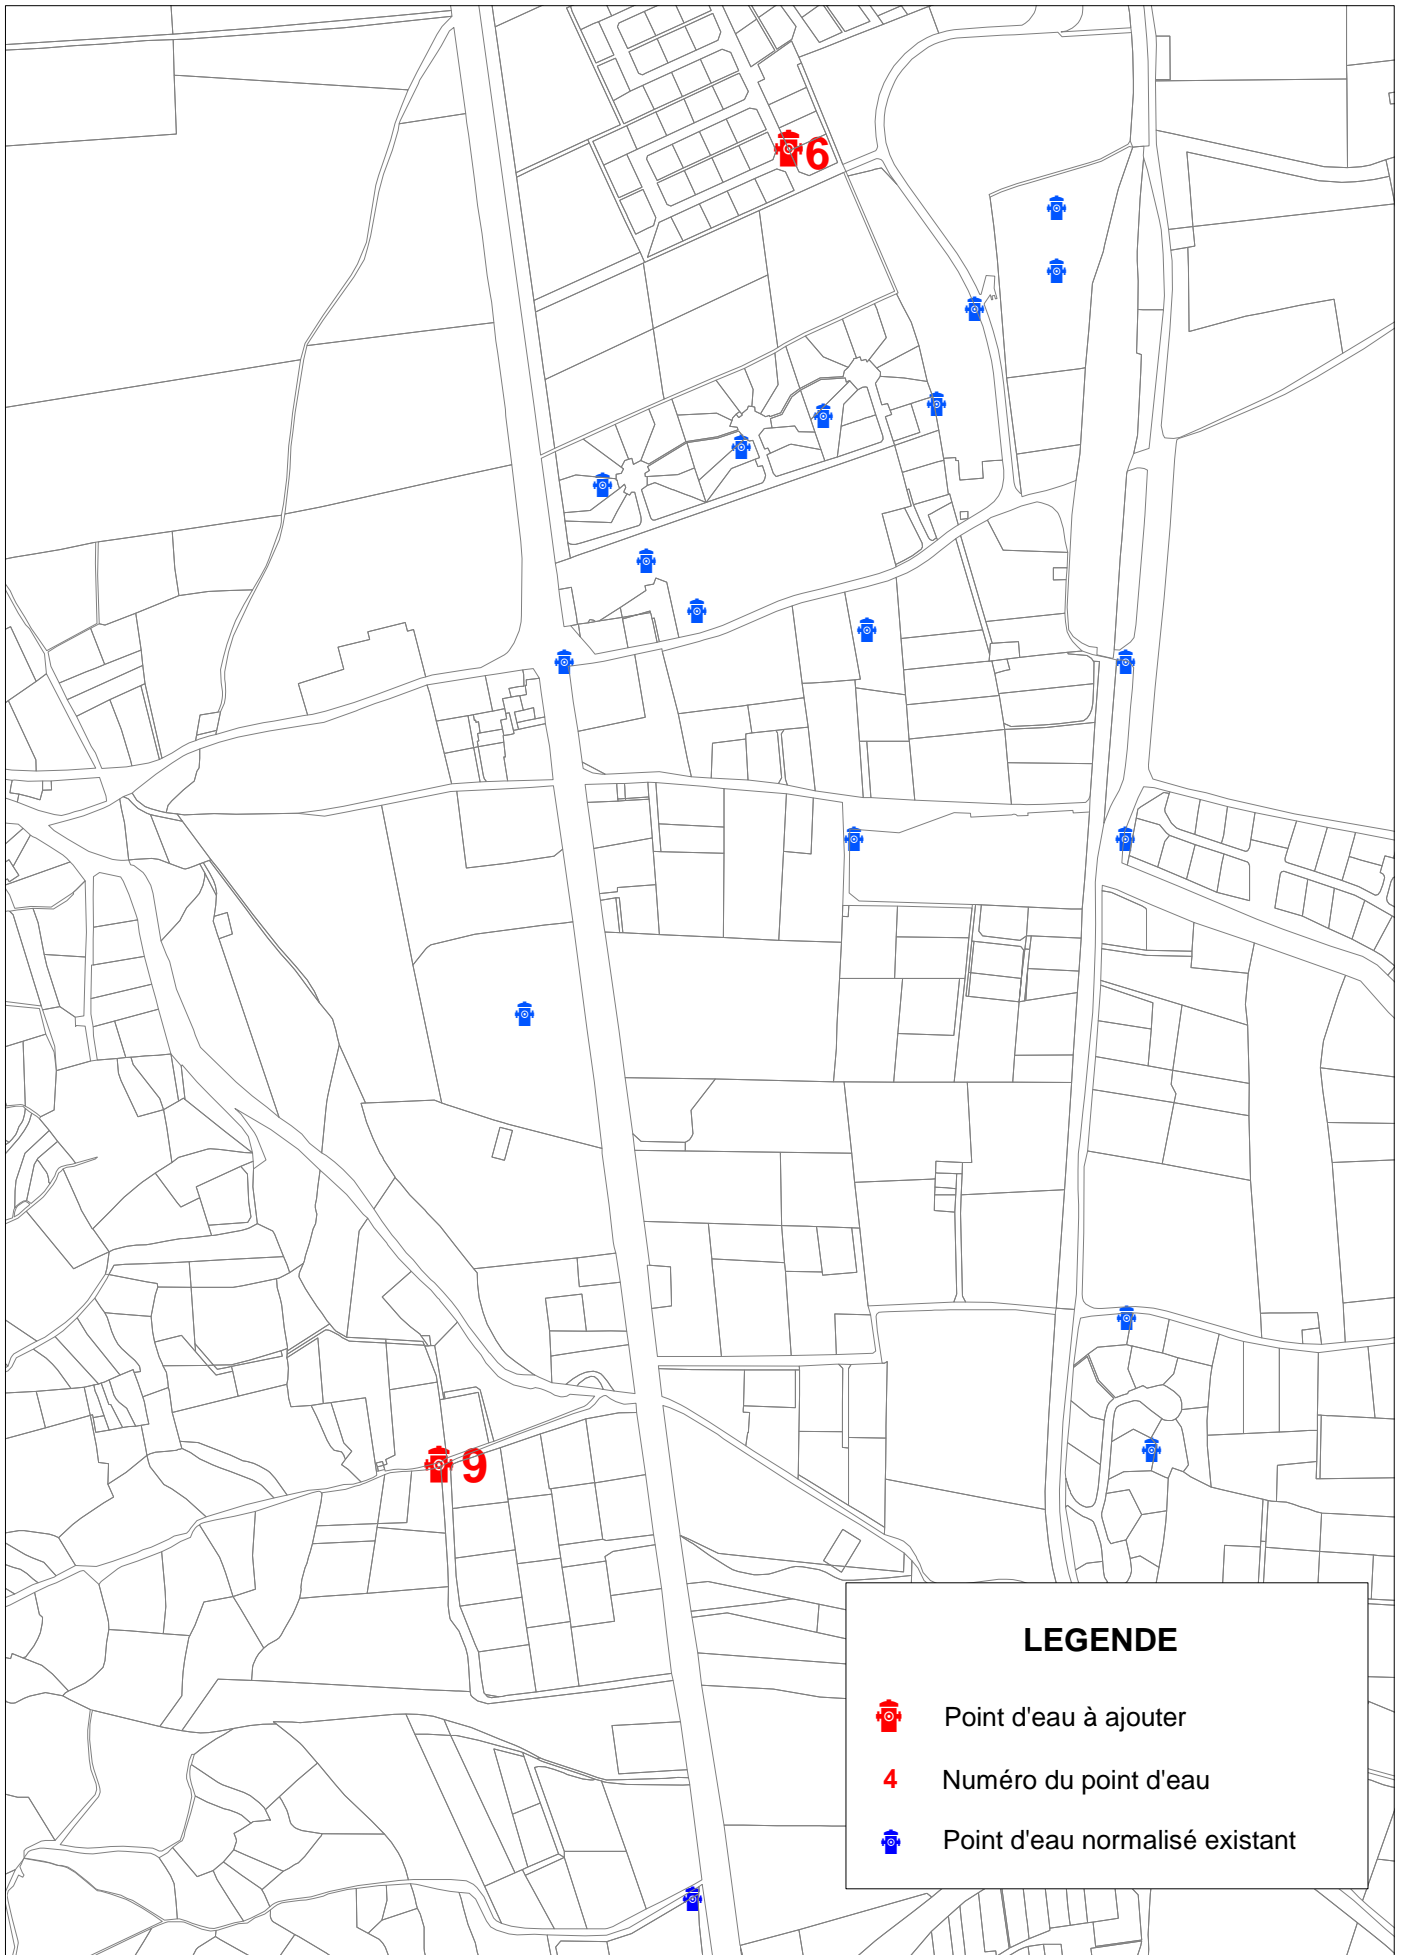 6
9
LEGENDE
Point d'eau à ajouter
4 Numéro du point d'eau
Point d'eau normalisé existant